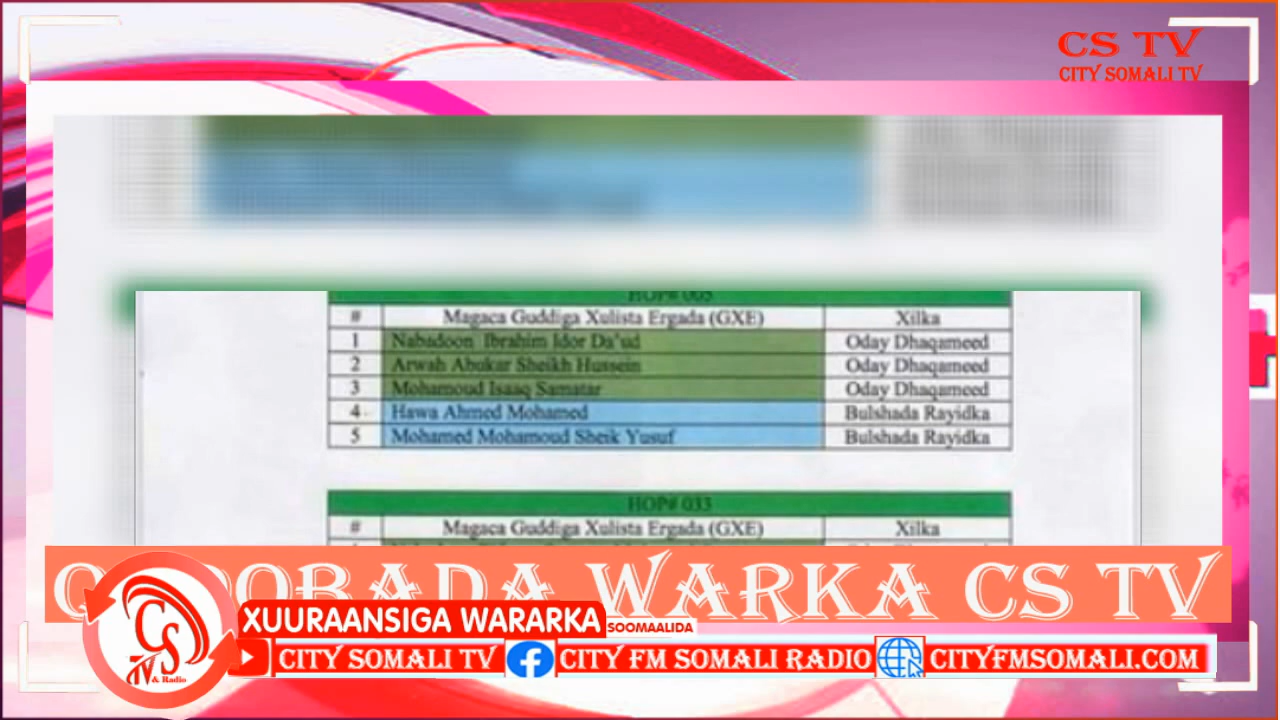 CS TV
CITY SOMALI TV
HOP# 005
# Magaca Guddiga Xulista Ergada (GXE) Xilka
1 Nabadoon Ibrahim Idor Da'ud Oday Dhaqameed
2 Arwah Abukar Sheikh Hussein Oday Dhaqameed
3 Mohamoud Isaaq Samatar Oday Dhaqameed
4 Hawa Ahmed Mohamed Bulshada Rayidka
5 Mohamed Mohamoud Sheik Yusuf Bulshada Rayidka
HOP# 033
# Magaca Guddiga Xulista Ergada (GXE) Xilka
WARKA CS TV
XUURAANSIGA WARARKA
SOOMAALIDA
CS
TV
& Radio
CITY SOMALI TV CITY FM SOMALI RADIO CITYFMSOMALI.COM